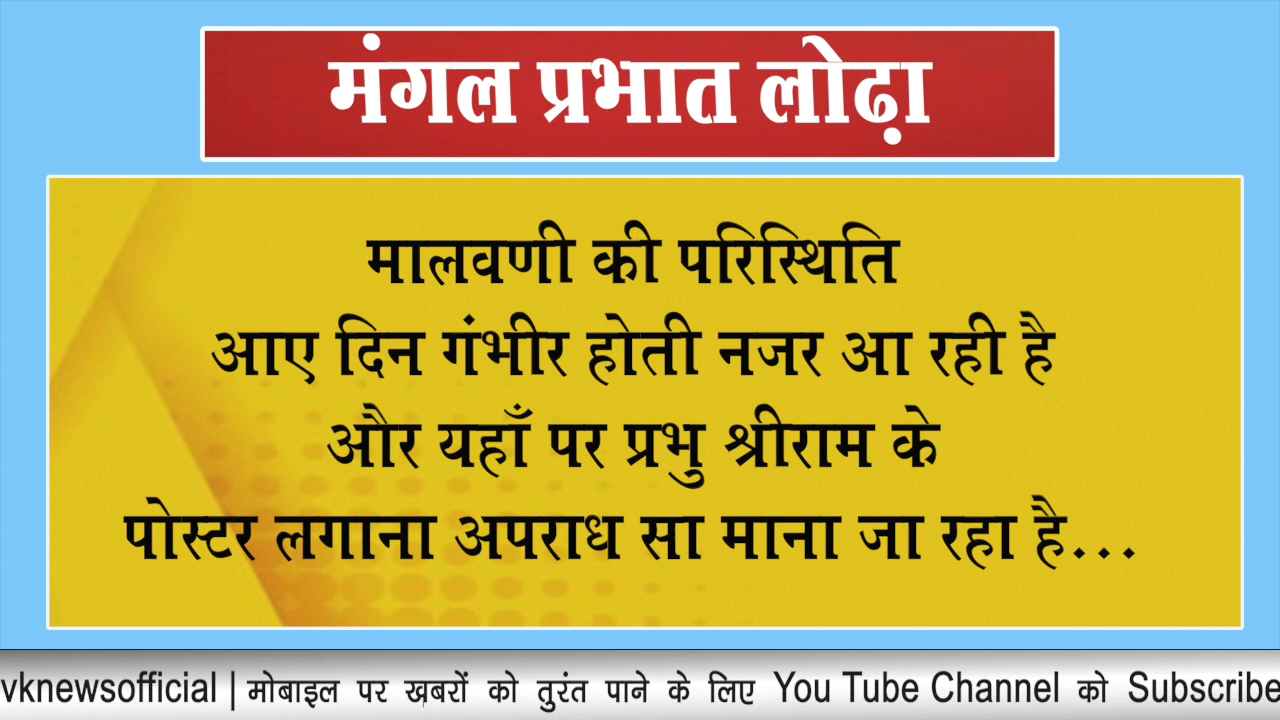 मंगल प्रभात लोढ़ा
मालवणी की परिस्थिति
आए दिन गंभीर होती नजर आ रही है
और यहाँ पर प्रभु श्रीराम के
पोस्टर लगाना अपराध सा माना जा रहा है...
vknewsofficial | मोबाइल पर ख़बरों को तुरंत पाने के लिए You Tube Channel को Subscribe